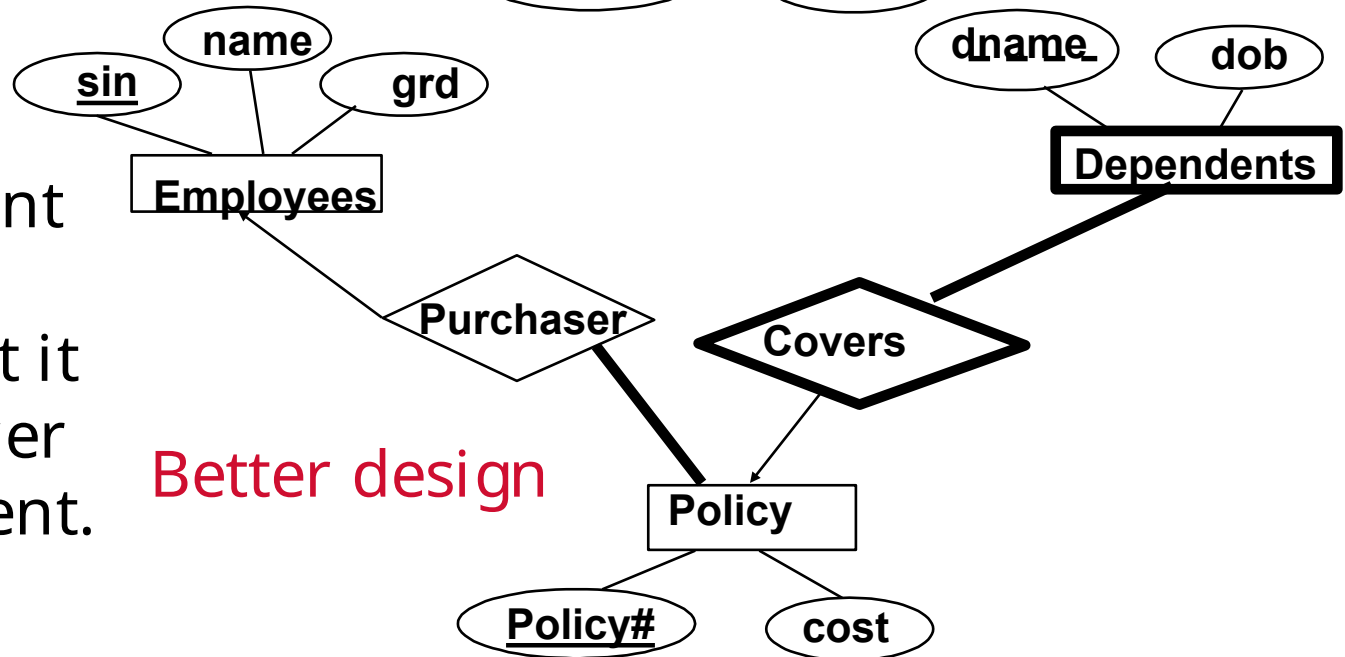 name
dname
dob
sin
grd
Dependents
Employees
nt
Purchaser
Covers
t it
er
Better design
ent.
Policy
Policy#
cost